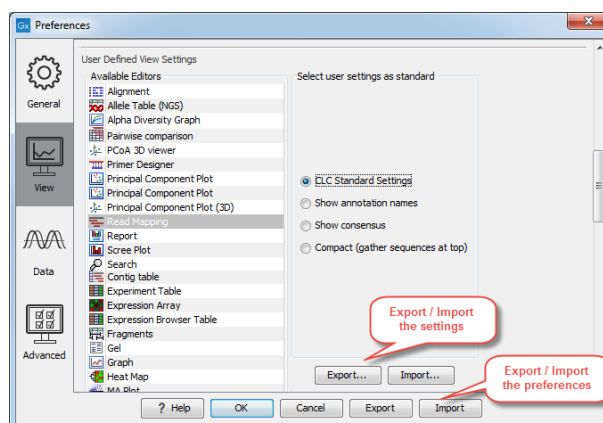 Gx Preferences
General
View
Data
Advanced
User Defined View Settings
Available Editors
Alignment
Allele Table (NGS)
Alpha Diversity Graph
Pairwise comparison
PCoA 3D viewer
Primer Designer
Principal Component Plot
Principal Component Plot
Principal Component Plot (3D)
Read Mapping
Report
Scree Plot
Search
Contig table
Experiment Table
Expression Array
Expression Browser Table
Fragments
Gel
Graph
Heat Map
MA Plot
Select user settings as standard
CLC Standard Settings
Show annotation names
Show consensus
Compact (gather sequences at top)
Export / Import
the settings
Export...
Import...
Export / Import
the preferences
? Help
OK
Cancel
Export
Import